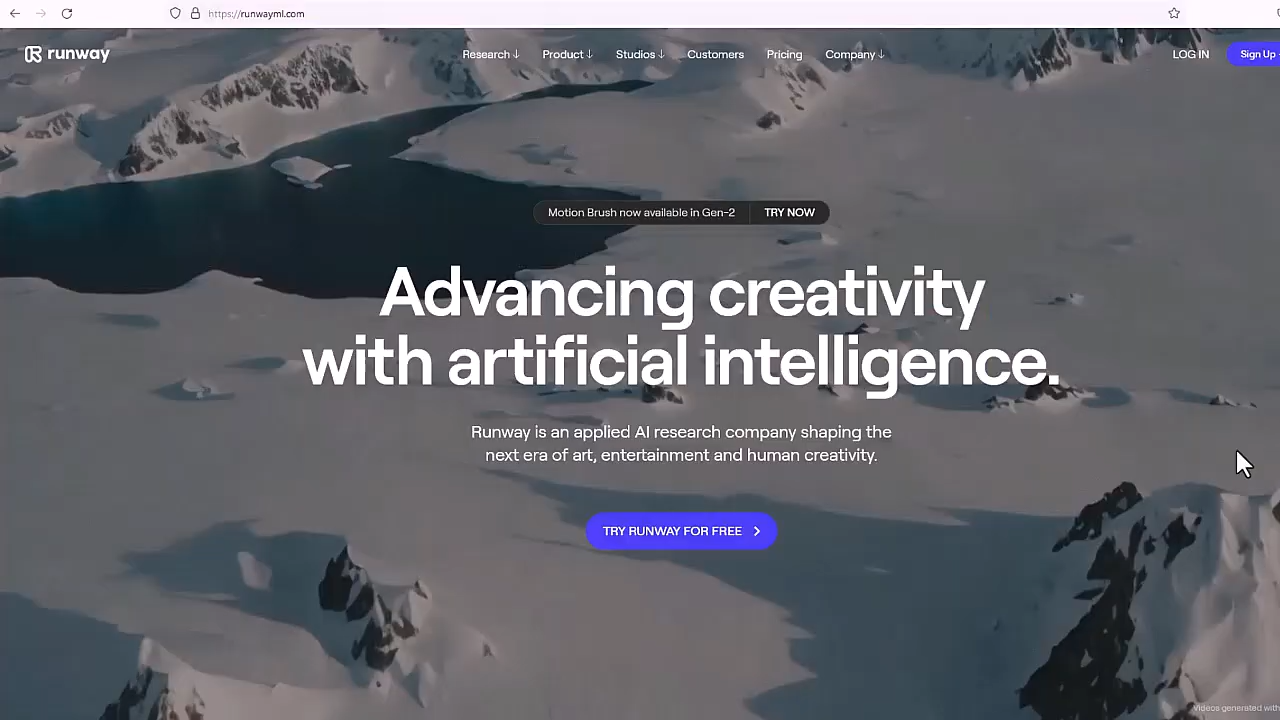 https://runwayml.com
runway
Research ↓ Product ↓ Studios ↓ Customers Pricing Company ↓ LOG IN Sign Up
Motion Brush now available in Gen-2 TRY NOW
Advancing creativity
with artificial intelligence.
Runway is an applied AI research company shaping the
next era of art, entertainment and human creativity.
TRY RUNWAY FOR FREE >
Videos generated with